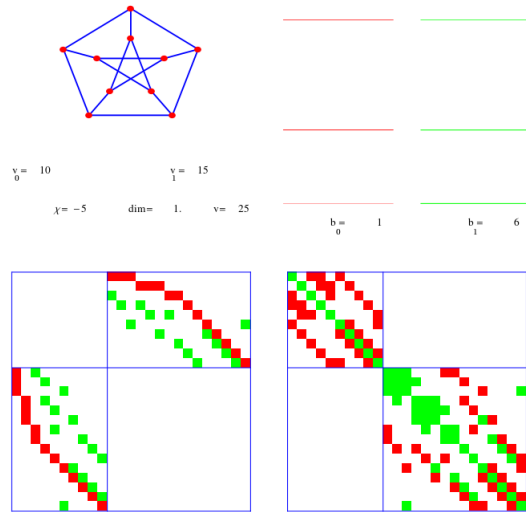 v₀= 10 v₁= 15
χ= −5 dim= 1. v= 25
b₀= 1 b₁= 6